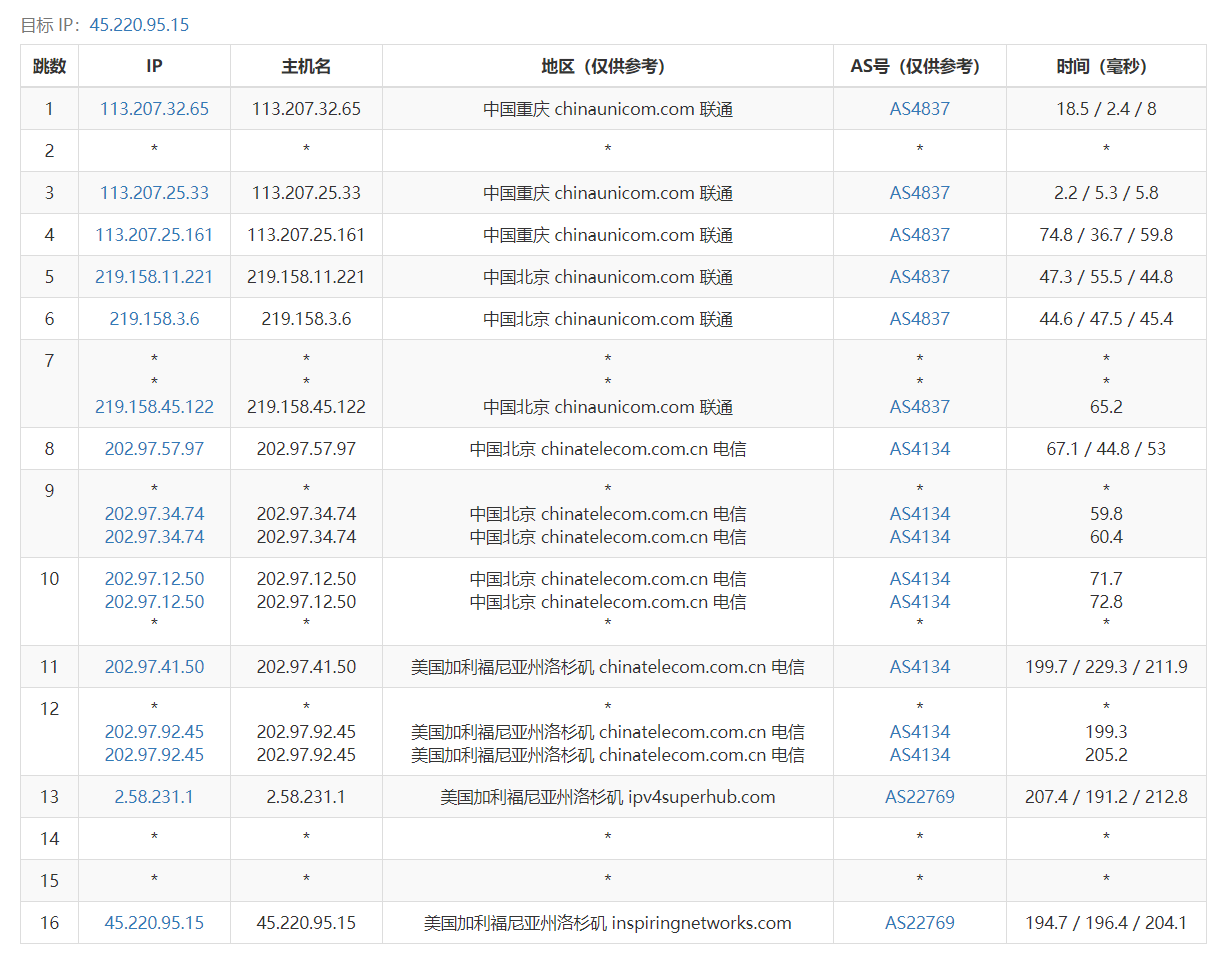 目标 IP：45.220.95.15
跳数 IP 主机名 地区（仅供参考） AS号（仅供参考） 时间（毫秒）
1 113.207.32.65 113.207.32.65 中国重庆 chinaunicom.com 联通 AS4837 18.5 / 2.4 / 8
2 * * * * *
3 113.207.25.33 113.207.25.33 中国重庆 chinaunicom.com 联通 AS4837 2.2 / 5.3 / 5.8
4 113.207.25.161 113.207.25.161 中国重庆 chinaunicom.com 联通 AS4837 74.8 / 36.7 / 59.8
5 219.158.11.221 219.158.11.221 中国北京 chinaunicom.com 联通 AS4837 47.3 / 55.5 / 44.8
6 219.158.3.6 219.158.3.6 中国北京 chinaunicom.com 联通 AS4837 44.6 / 47.5 / 45.4
7 * * * * *
* * * * *
219.158.45.122 219.158.45.122 中国北京 chinaunicom.com 联通 AS4837 65.2
8 202.97.57.97 202.97.57.97 中国北京 chinatelecom.com.cn 电信 AS4134 67.1 / 44.8 / 53
9 * * * * *
202.97.34.74 202.97.34.74 中国北京 chinatelecom.com.cn 电信 AS4134 59.8
202.97.34.74 202.97.34.74 中国北京 chinatelecom.com.cn 电信 AS4134 60.4
10 202.97.12.50 202.97.12.50 中国北京 chinatelecom.com.cn 电信 AS4134 71.7
202.97.12.50 202.97.12.50 中国北京 chinatelecom.com.cn 电信 AS4134 72.8
* * * * *
11 202.97.41.50 202.97.41.50 美国加利福尼亚州洛杉矶 chinatelecom.com.cn 电信 AS4134 199.7 / 229.3 / 211.9
12 * * * * *
202.97.92.45 202.97.92.45 美国加利福尼亚州洛杉矶 chinatelecom.com.cn 电信 AS4134 199.3
202.97.92.45 202.97.92.45 美国加利福尼亚州洛杉矶 chinatelecom.com.cn 电信 AS4134 205.2
13 2.58.231.1 2.58.231.1 美国加利福尼亚州洛杉矶 ipv4superhub.com AS22769 207.4 / 191.2 / 212.8
14 * * * * *
15 * * * * *
16 45.220.95.15 45.220.95.15 美国加利福尼亚州洛杉矶 inspiringnetworks.com AS22769 194.7 / 196.4 / 204.1